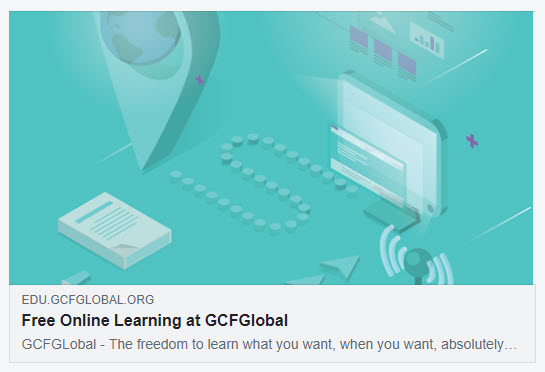 EDU.GCFGLOBAL.ORG
Free Online Learning at GCFGlobal
GCFGLobal - The freedom to learn what you want, when you want, absolutely…